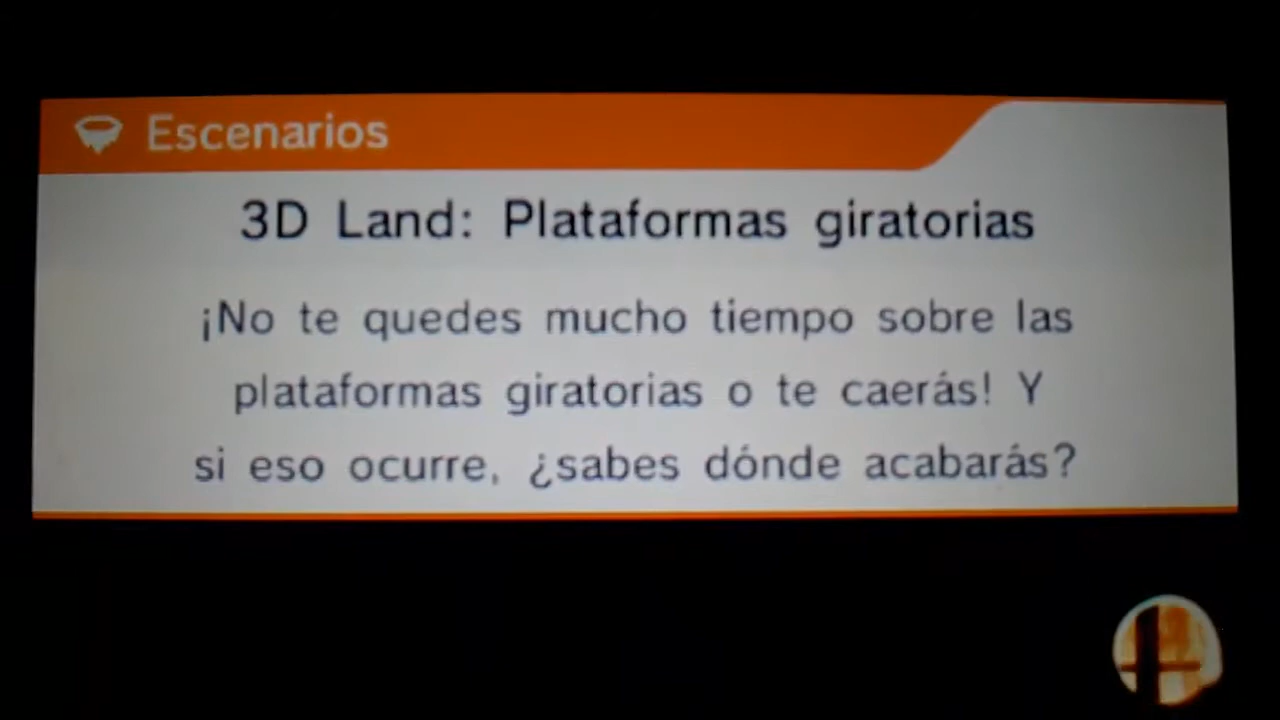 Escenarios
3D Land: Plataformas giratorias
¡No te quedes mucho tiempo sobre las
plataformas giratorias o te caerás! Y
si eso ocurre, ¿sabes dónde acabarás?